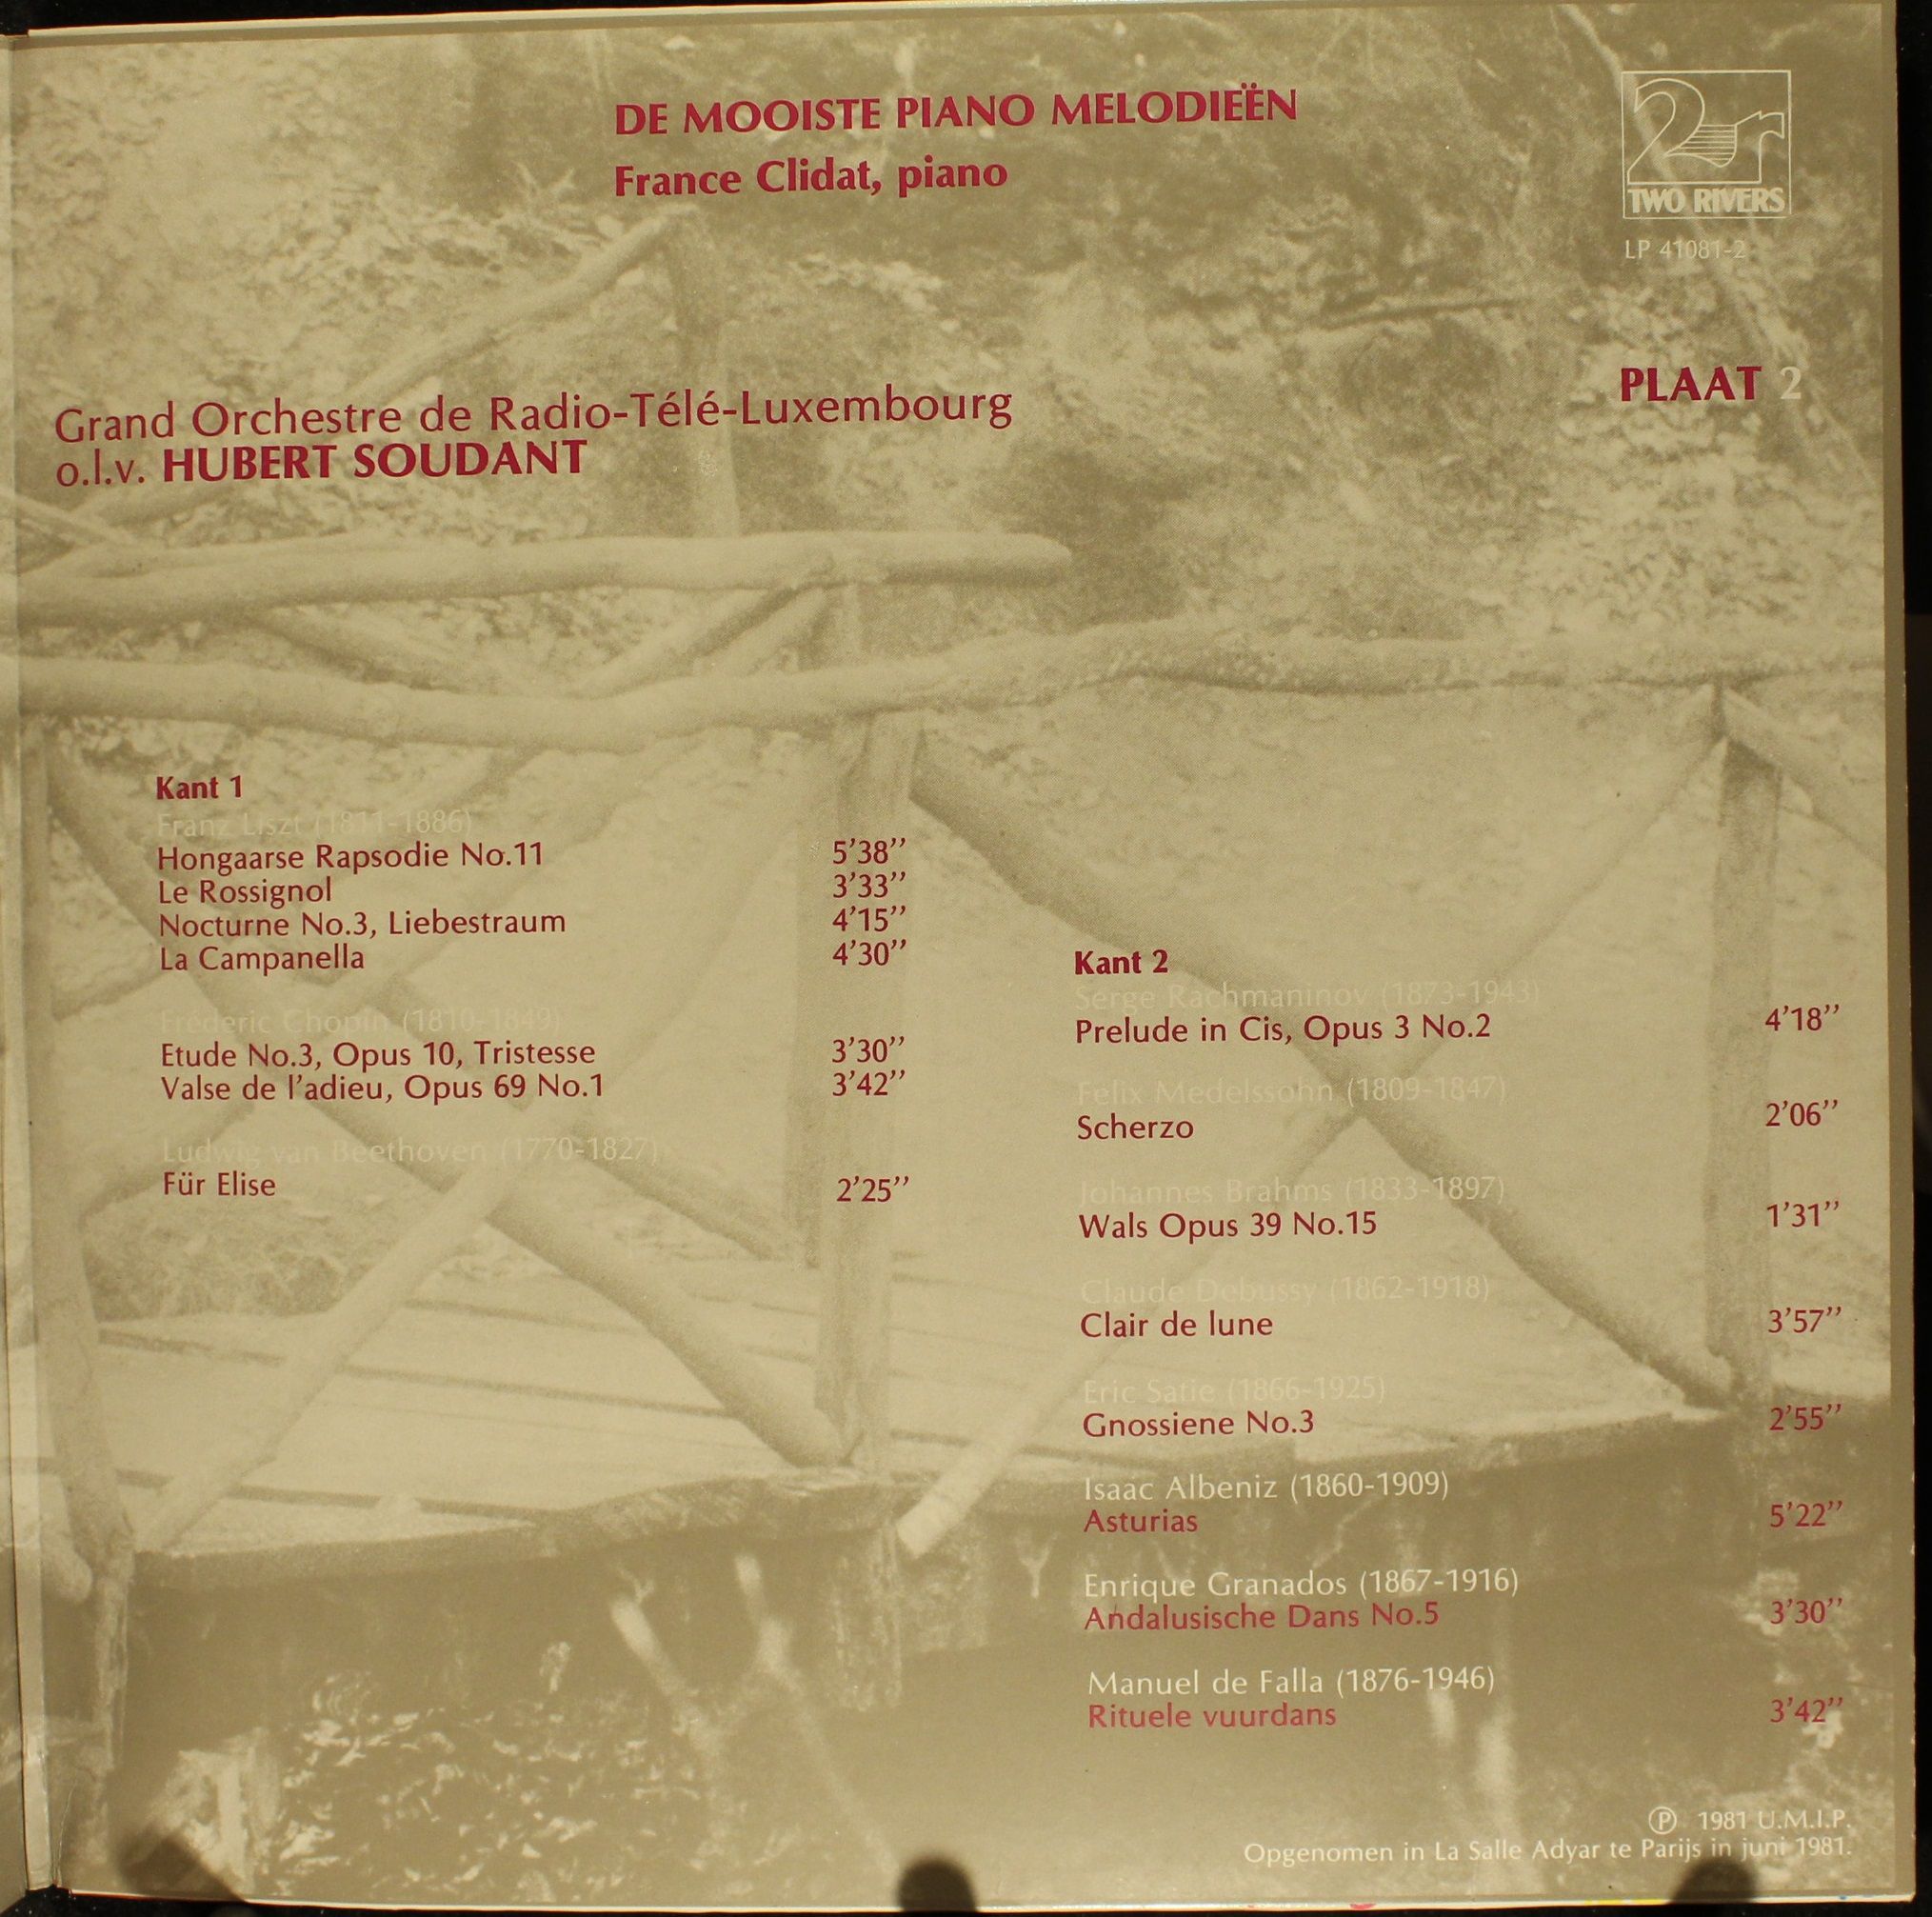 DE MOOISTE PIANO MELODIEËN
France Clidat, piano
TWO RIVERS
LP 41081-2
PLAAT 2
Grand Orchestre de Radio-Télé-Luxembourg
o.l.v. HUBERT SOUDANT
Kant 1
Franz Liszt (1811-1886)
Hongaarse Rapsodie No.11 5’38’’
Le Rossignol 3’33’’
Nocturne No.3, Liebestraum 4’15’’
La Campanella 4’30’’
Fréderic Chopin (1810-1849)
Etude No.3, Opus 10, Tristesse 3’30’’
Valse de l’adieu, Opus 69 No.1 3’42’’
Ludwig van Beethoven (1770-1827)
Für Elise 2’25’’
Kant 2
Serge Rachmaninov (1873-1943)
Prelude in Cis, Opus 3 No.2 4’18’’
Felix Medelssohn (1809-1847)
Scherzo 2’06’’
Johannes Brahms (1833-1897)
Wals Opus 39 No.15 1’31’’
Claude Debussy (1862-1918)
Clair de lune 3’57’’
Eric Satie (1866-1925)
Gnossiene No.3 2’55’’
Isaac Albeniz (1860-1909)
Asturias 5’22’’
Enrique Granados (1867-1916)
Andalusische Dans No.5 3’30’’
Manuel de Falla (1876-1946)
Rituele vuurdans 3’42’’
Ⓟ 1981 U.M.I.P.
Opgenomen in La Salle Adyar te Parijs in juni 1981.